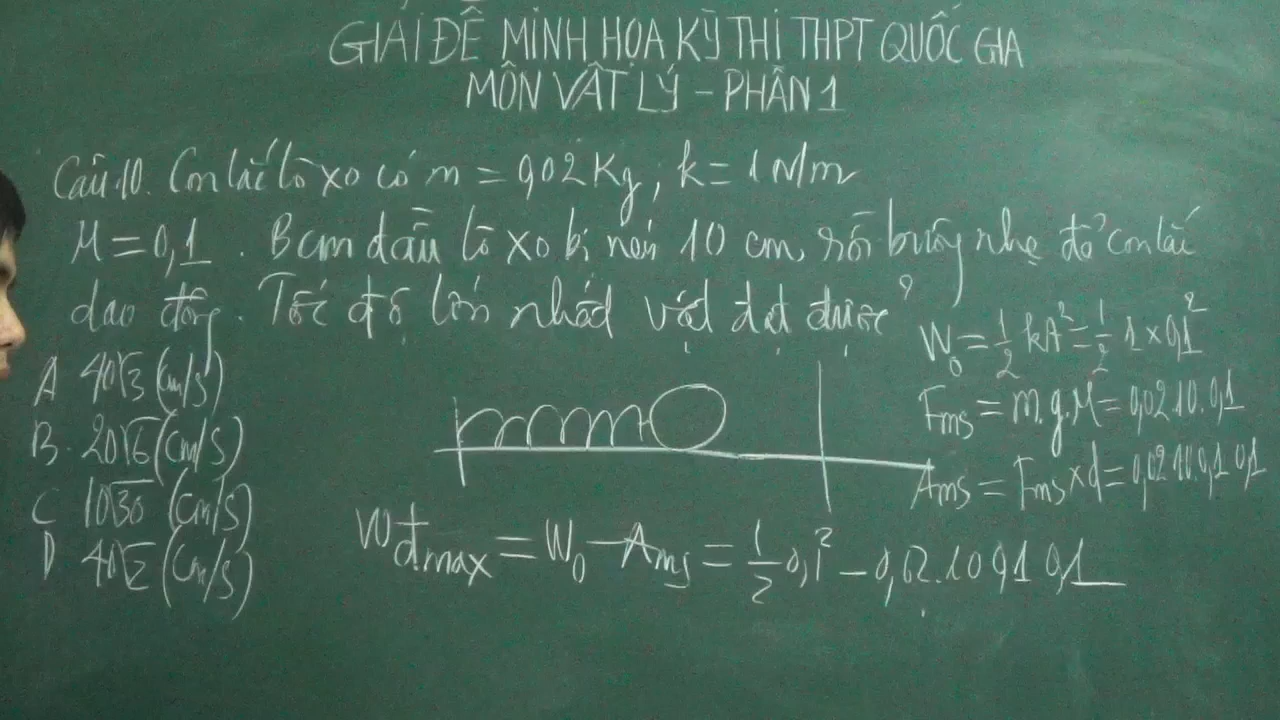 GIẢI ĐỀ MINH HỌA KỲ THI THPT QUỐC GIA
MÔN VẬT LÝ - PHẦN 1
Câu 10. Con lắc lò xo có m = 0,02 Kg, k = 1 N/m
μ = 0,1. Ban đầu lò xo bị nén 10 cm, rồi buông nhẹ để con lắc
dao động. Tốc độ lớn nhất vật đạt được?
A 40√3 (cm/s)
B. 20√6 (cm/s)
C 10√30 (cm/s)
D 40√2 (cm/s)
W₀ = 1/2 kA² = 1/2 1 × 0,1²
Fms = m.g.μ = 0,02 10. 0,1
Ams = Fms × d = 0,02 10. 0,1 0,1
Wđmax = W₀ - Ams = 1/2 0,1² - 0,02.10 0,1 0,1